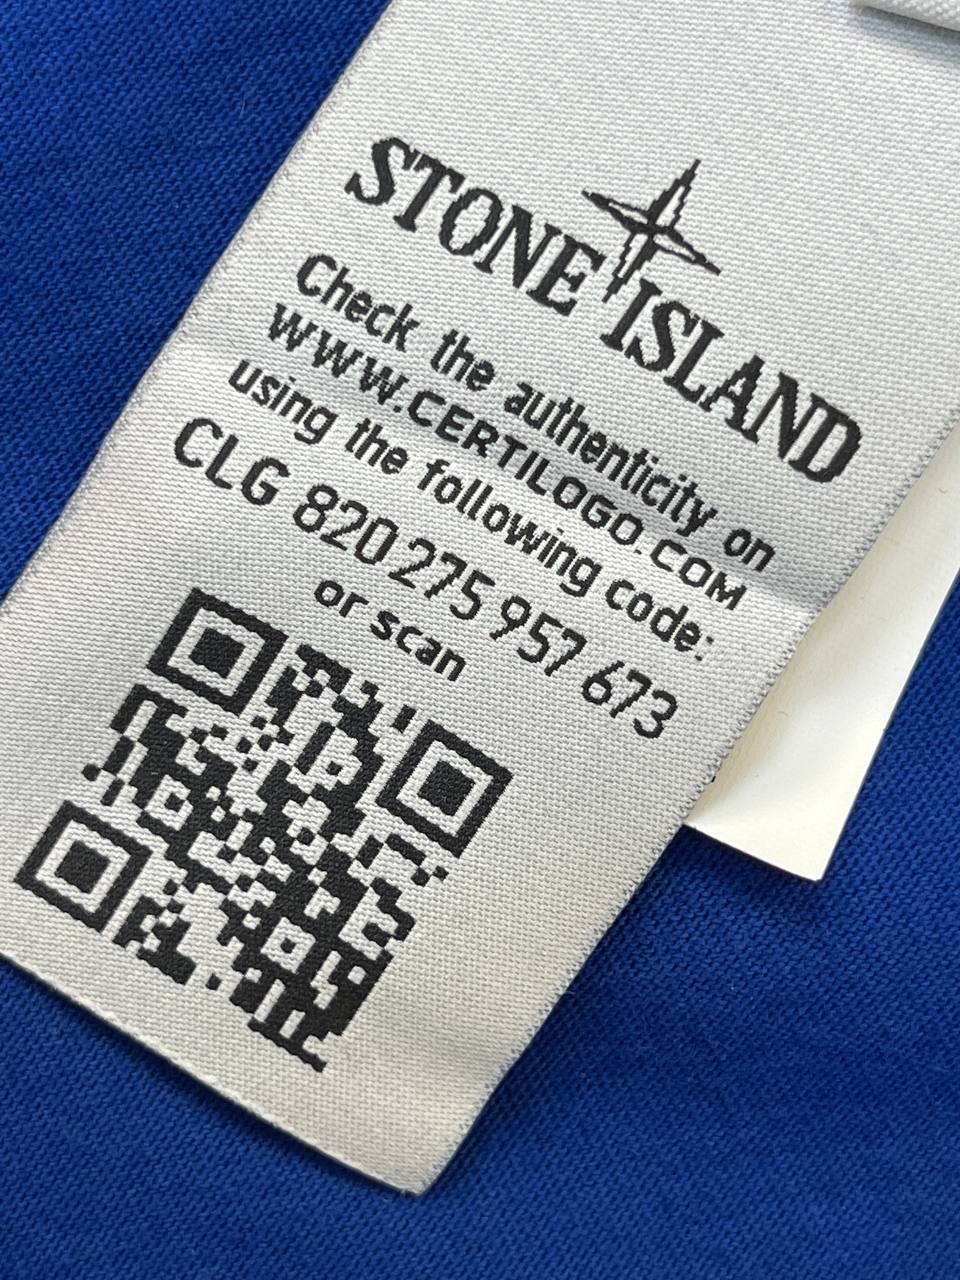 STONE ISLAND
Check the authenticity on
WWW.CERTILOGO.COM
using the following code:
CLG 820 275 957 673
or scan